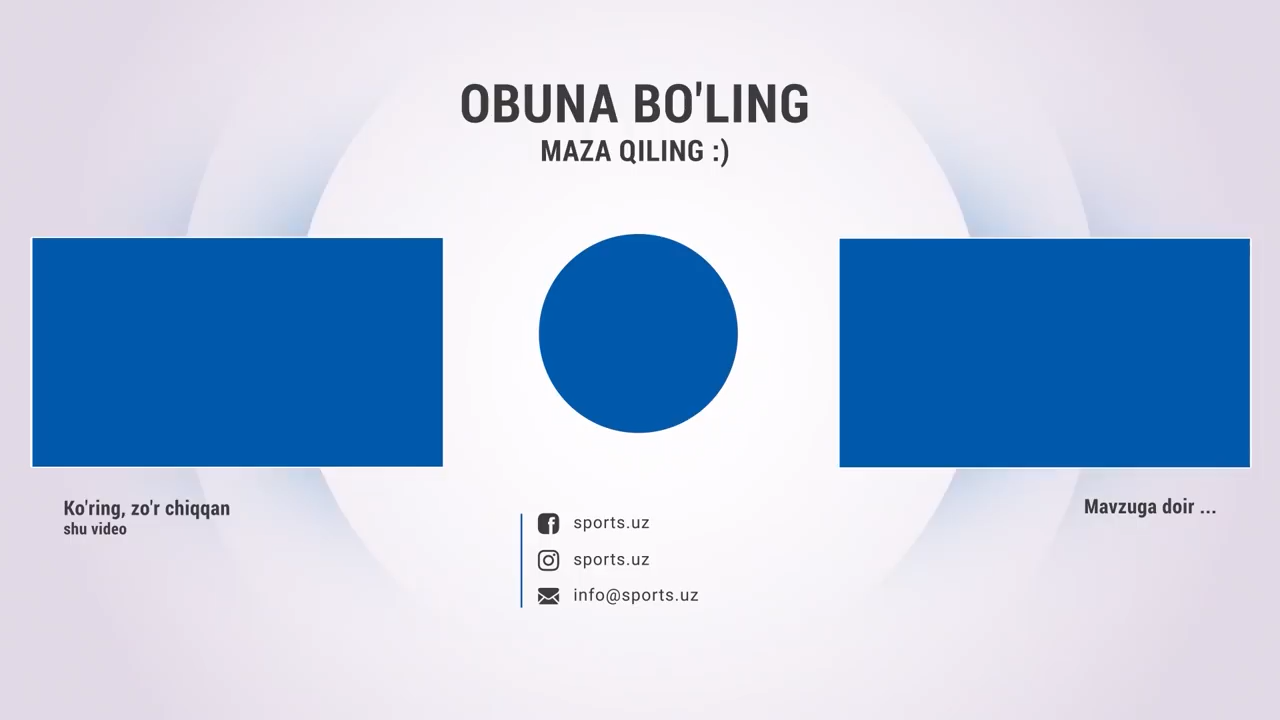 OBUNA BO'LING
MAZA QILING :)
Ko'ring, zo'r chiqqan
shu video
Mavzuga doir ...
sports.uz
sports.uz
info@sports.uz